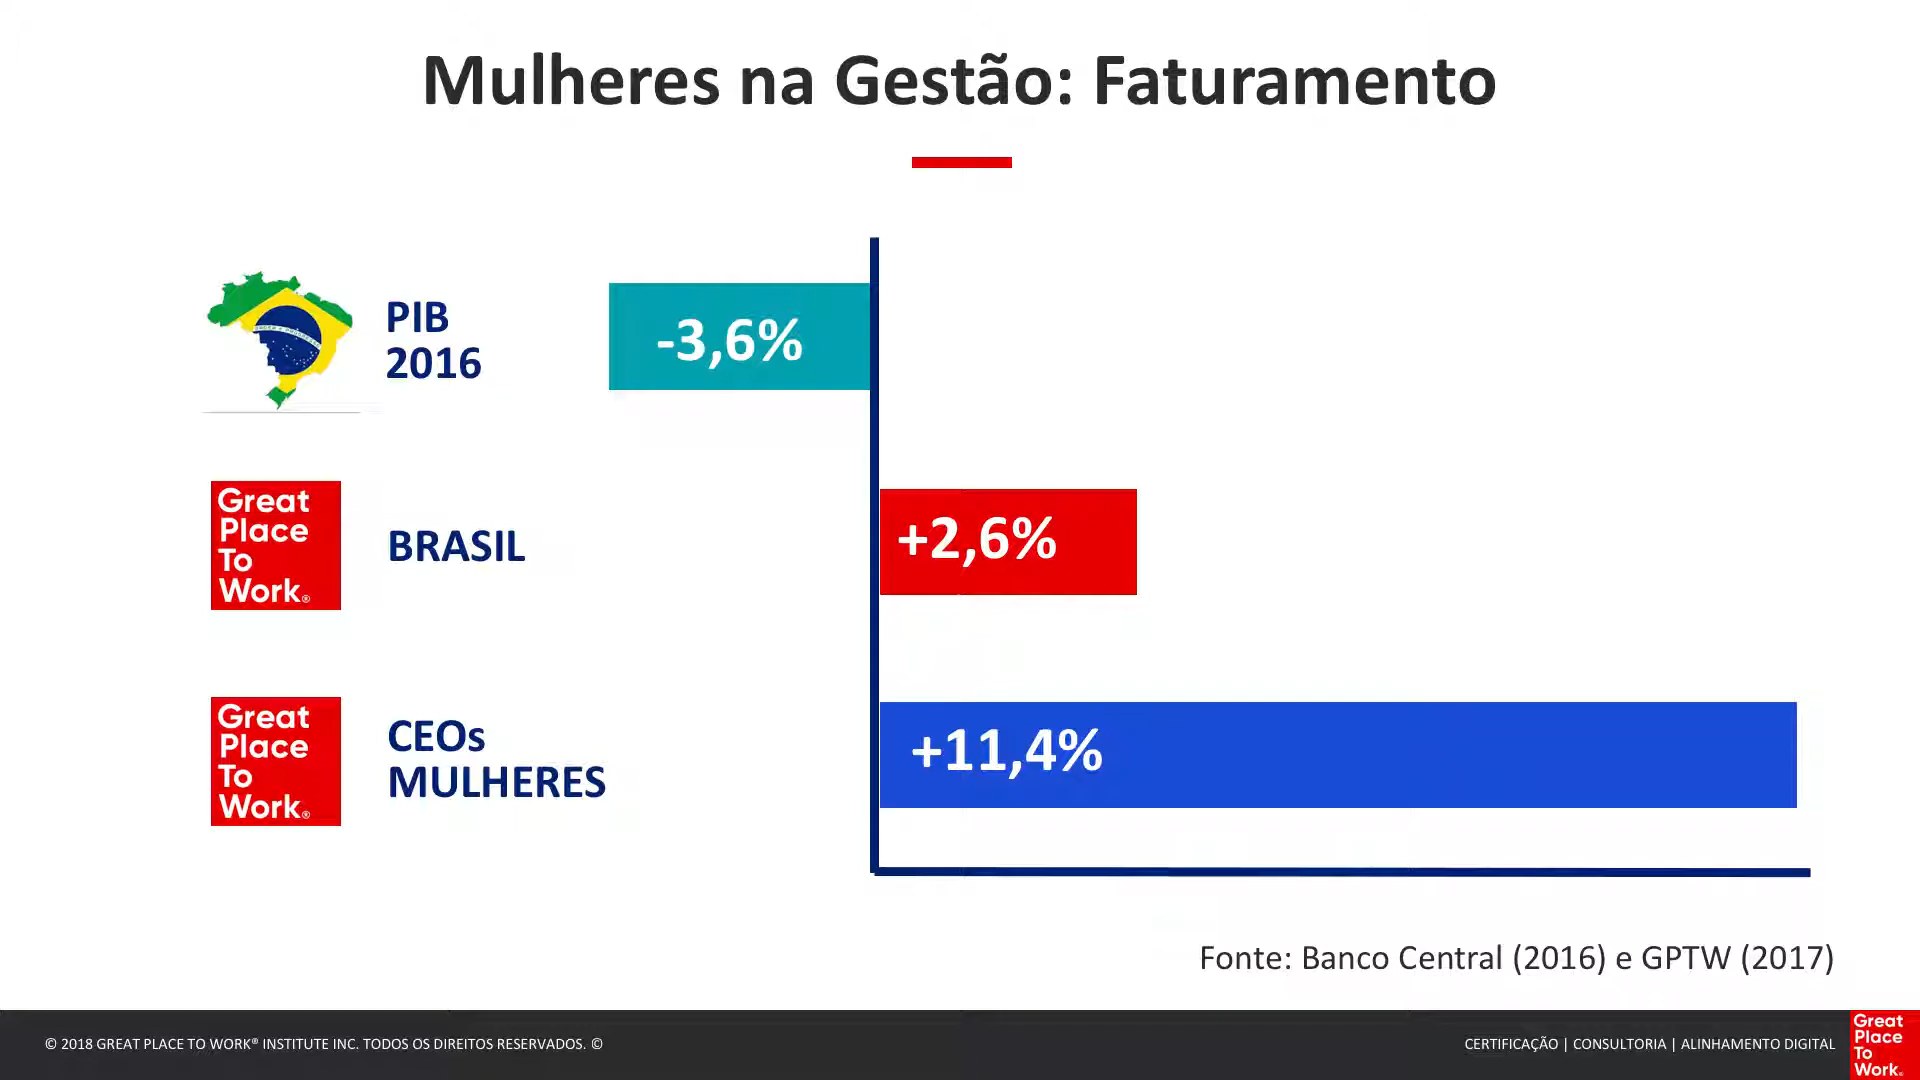 Mulheres na Gestão: Faturamento
PIB
2016
-3,6%
Great
Place
To
Work®
BRASIL
+2,6%
Great
Place
To
Work®
CEOs
MULHERES
+11,4%
Fonte: Banco Central (2016) e GPTW (2017)
© 2018 GREAT PLACE TO WORK® INSTITUTE INC. TODOS OS DIREITOS RESERVADOS. ©
CERTIFICAÇÃO | CONSULTORIA | ALINHAMENTO DIGITAL
Great
Place
To
Work®